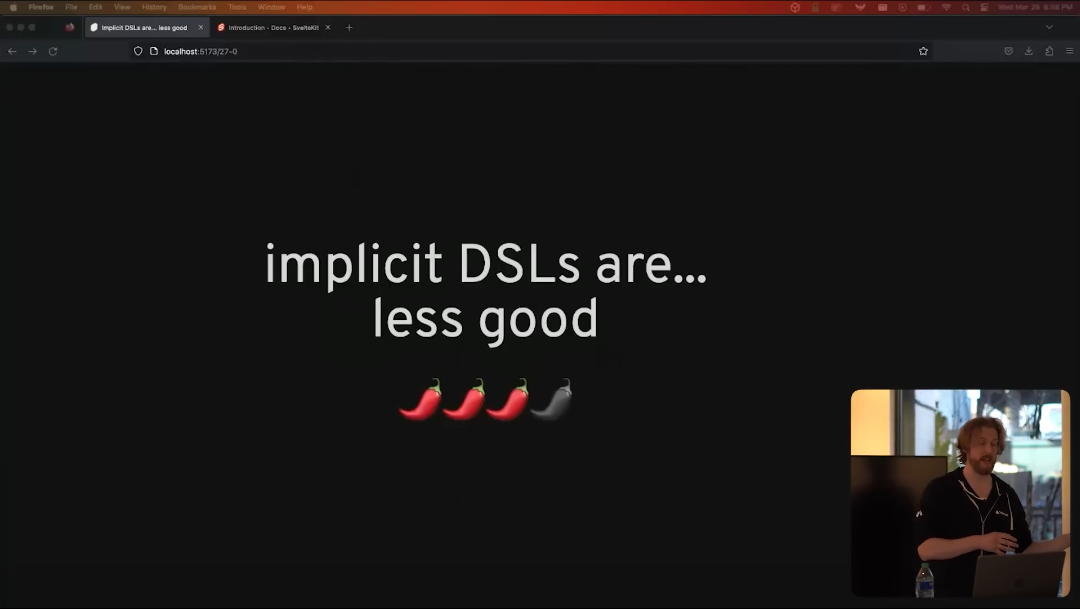 Firefox File Edit View History Bookmarks Tools Window Help
Implicit DSLs are... less good
Introduction • Docs • SvelteKit
localhost:5173/27-0
implicit DSLs are...
less good